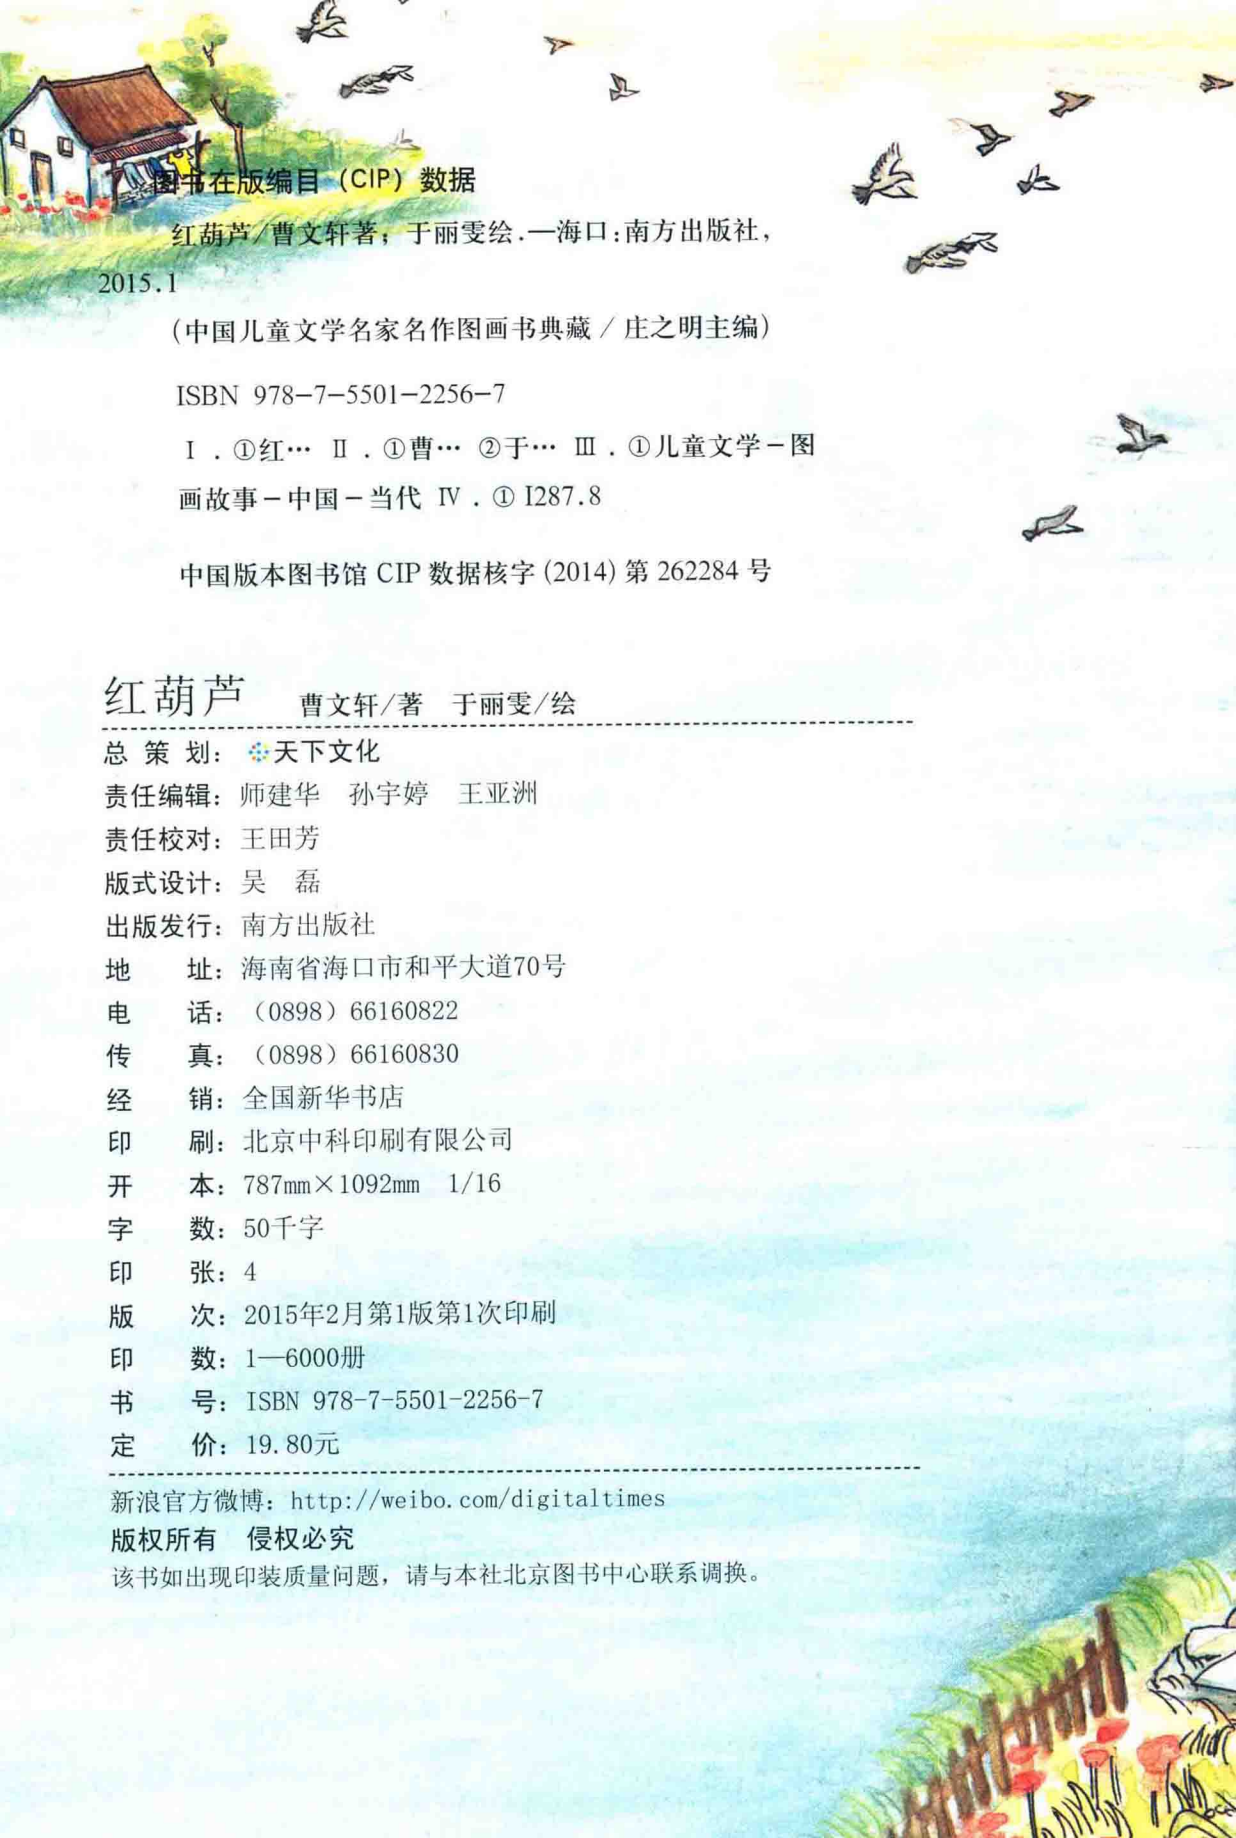 图书在版编目（CIP）数据
红葫芦/曹文轩著；于丽雯绘.—海口:南方出版社，
2015.1
（中国儿童文学名家名作图画书典藏 / 庄之明主编）
ISBN 978-7-5501-2256-7
Ⅰ.①红… Ⅱ.①曹… ②于… Ⅲ.①儿童文学－图
画故事－中国－当代 Ⅳ.① I287.8
中国版本图书馆 CIP 数据核字 (2014) 第 262284 号
红葫芦 曹文轩/著 于丽雯/绘
总 策 划： 天下文化
责任编辑：师建华 孙宇婷 王亚洲
责任校对：王田芳
版式设计：吴 磊
出版发行：南方出版社
地 址：海南省海口市和平大道70号
电 话：（0898）66160822
传 真：（0898）66160830
经 销：全国新华书店
印 刷：北京中科印刷有限公司
开 本：787mm×1092mm 1/16
字 数：50千字
印 张：4
版 次：2015年2月第1版第1次印刷
印 数：1—6000册
书 号：ISBN 978-7-5501-2256-7
定 价：19.80元
新浪官方微博：http://weibo.com/digitaltimes
版权所有 侵权必究
该书如出现印装质量问题，请与本社北京图书中心联系调换。